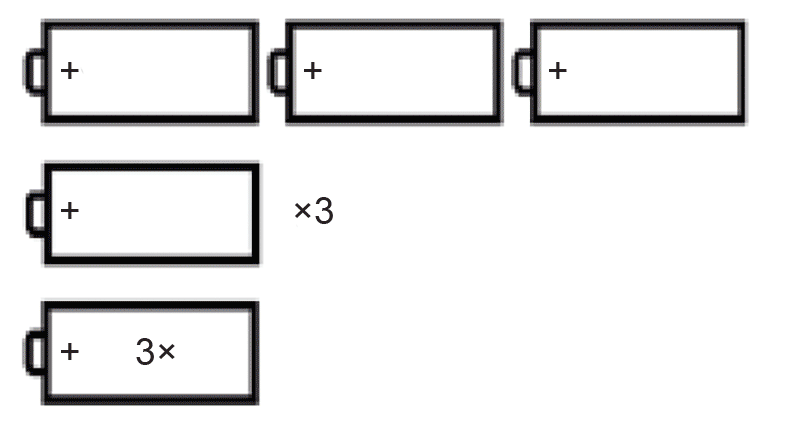 + + +
+ ×3
+ 3×